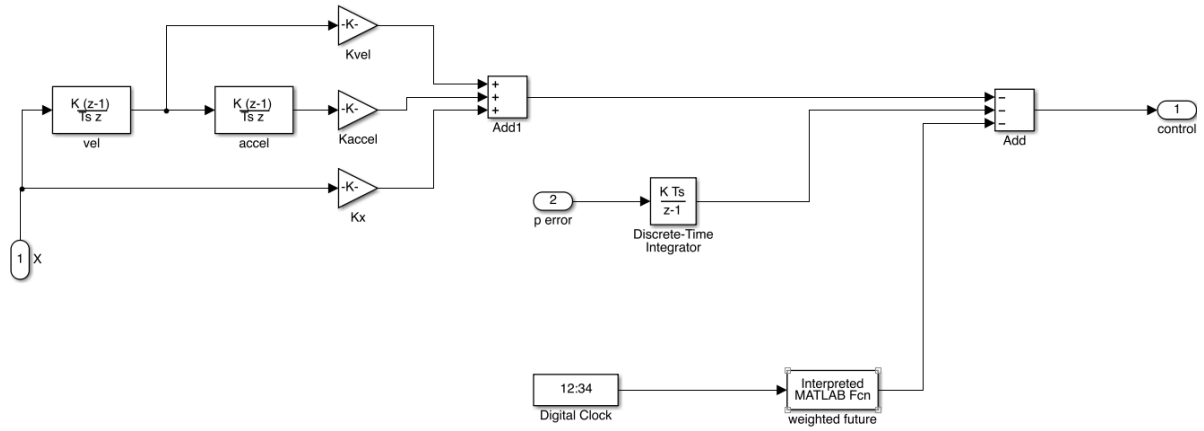 -K-
Kvel
K (z-1)
Ts z
vel
K (z-1)
Ts z
accel
-K-
Kaccel
-K-
Kx
1
X
+
+
+
Add1
2
p error
K Ts
z-1
Discrete-Time
Integrator
−
−
−
Add
1
control
12:34
Digital Clock
Interpreted
MATLAB Fcn
weighted future